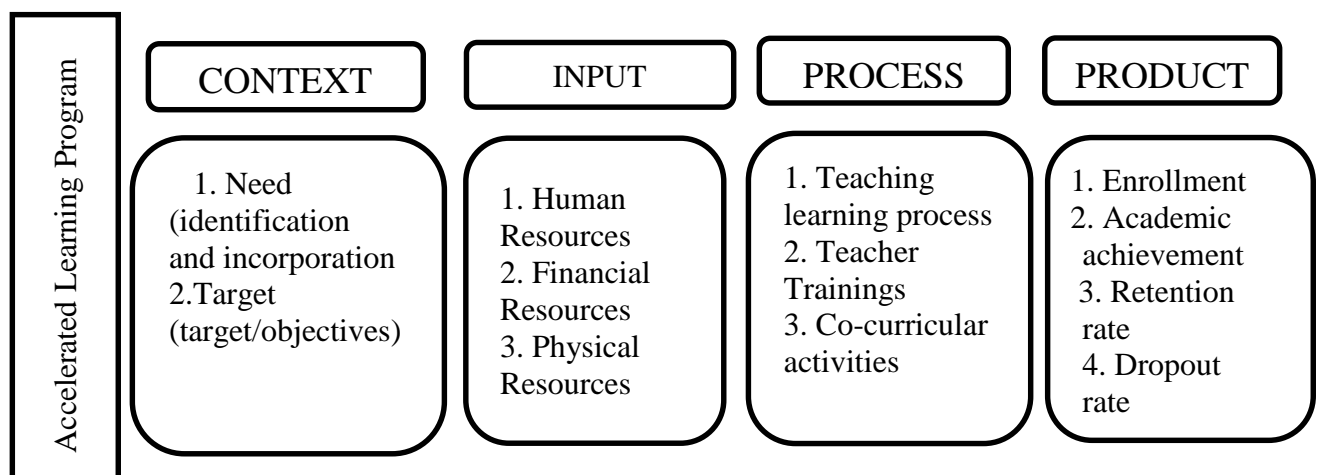 Accelerated Learning Program
CONTEXT
1. Need
(identification
and incorporation
2.Target
(target/objectives)
INPUT
1. Human
Resources
2. Financial
Resources
3. Physical
Resources
PROCESS
1. Teaching
learning process
2. Teacher
Trainings
3. Co-curricular
activities
PRODUCT
1. Enrollment
2. Academic
achievement
3. Retention
rate
4. Dropout
rate